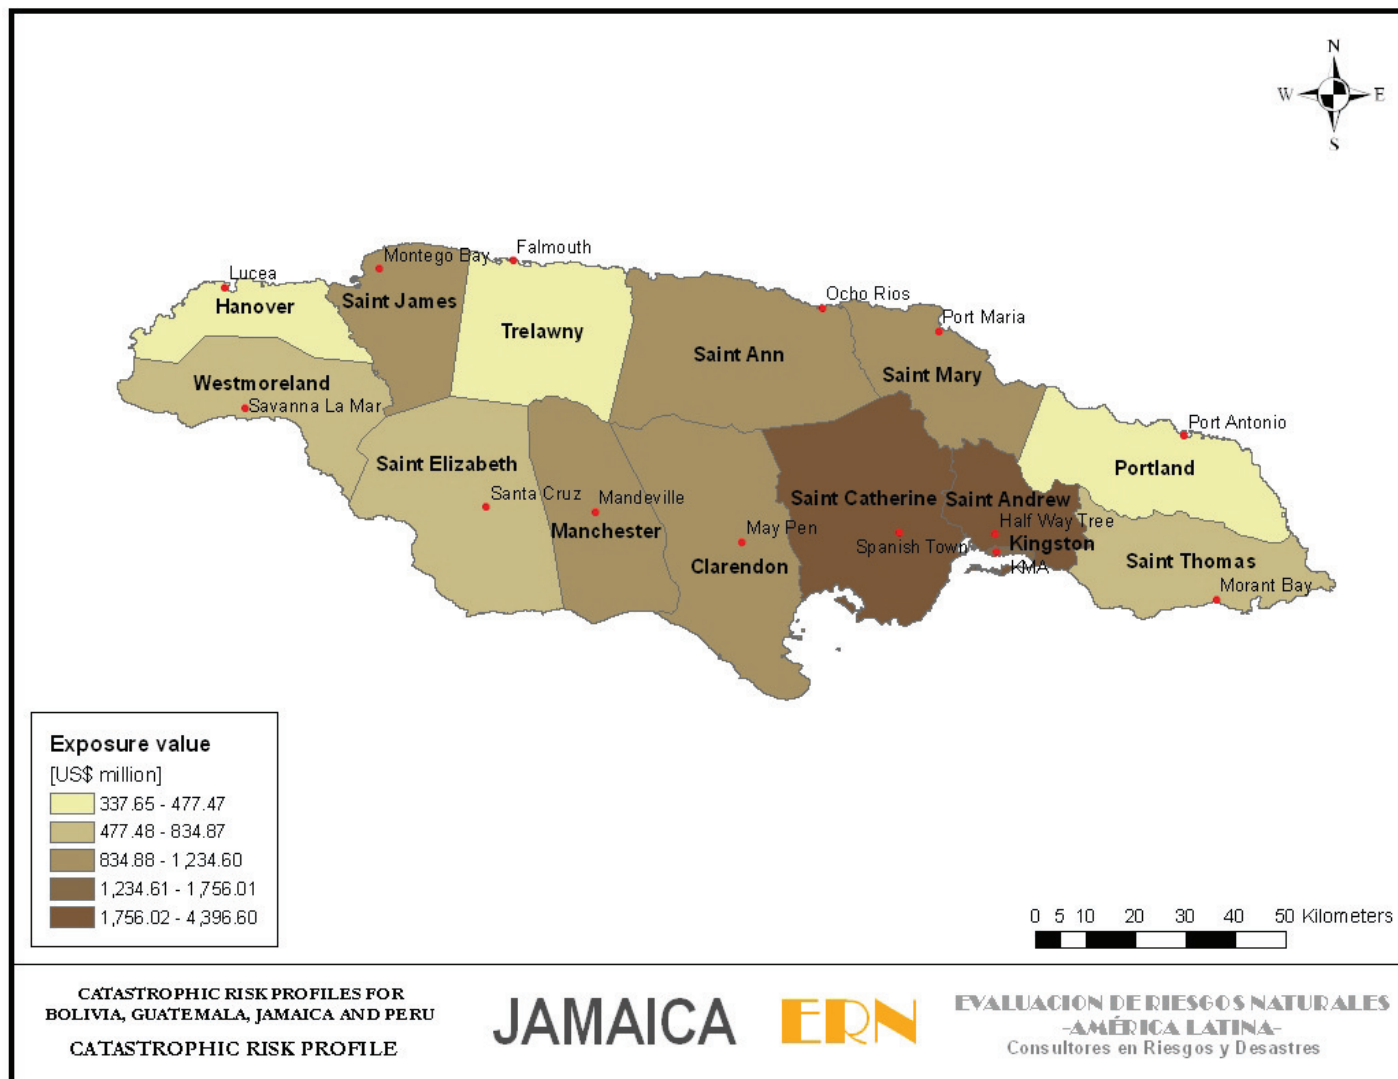 N
W E
S
Montego Bay
Falmouth
Lucea
Hanover
Saint James
Ocho Rios
Port Maria
Trelawny
Saint Ann
Saint Mary
Westmoreland
Savanna La Mar
Port Antonio
Saint Elizabeth
Portland
Santa Cruz
Mandeville
Saint Catherine
Saint Andrew
Manchester
May Pen
Half Way Tree
Spanish Town
Kingston
Clarendon
KMA
Saint Thomas
Morant Bay
Exposure value
[US$ million]
337.65 - 477.47
477.48 - 834.87
834.88 - 1,234.60
1,234.61 - 1,756.01
1,756.02 - 4,396.60
0 5 10 20 30 40 50 Kilometers
CATASTROPHIC RISK PROFILES FOR
BOLIVIA, GUATEMALA, JAMAICA AND PERU
CATASTROPHIC RISK PROFILE
JAMAICA
ERN
EVALUACION DE RIESGOS NATURALES
-AMÉRICA LATINA-
Consultores en Riesgos y Desastres